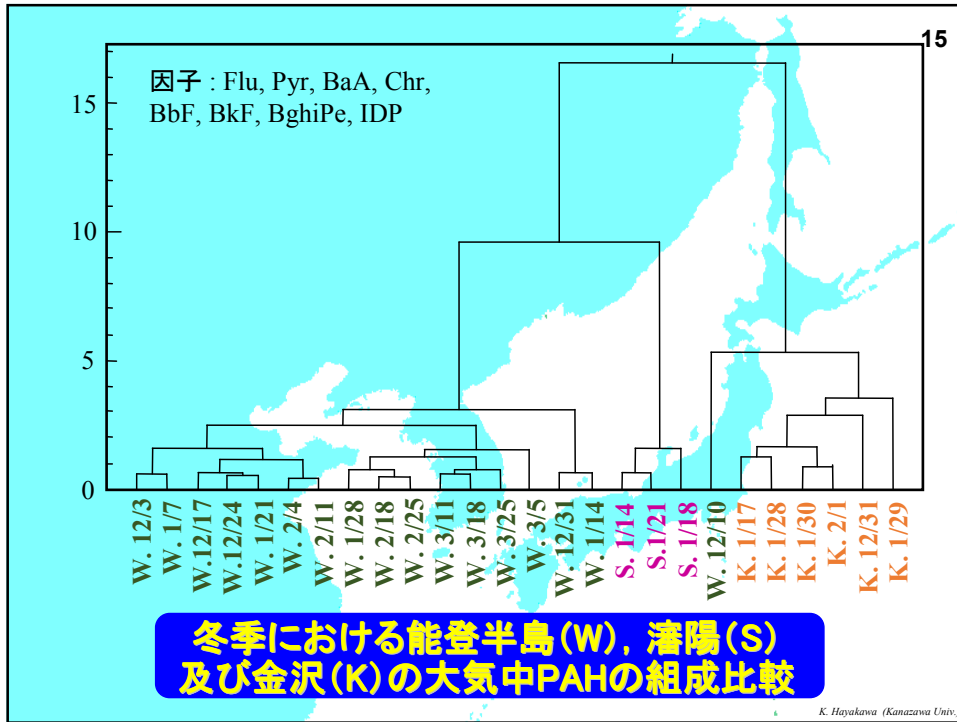 15
因子 : Flu, Pyr, BaA, Chr,
BbF, BkF, BghiPe, IDP
15
10
5
0
W. 12/3
W. 1/7
W.12/17
W.12/24
W. 1/21
W. 2/4
W. 2/11
W. 1/28
W. 2/18
W. 2/25
W. 3/11
W. 3/18
W. 3/25
W. 3/5
W. 12/31
W. 1/14
S. 1/14
S.1/21
S. 1/18
W. 12/10
K. 1/17
K. 1/28
K. 1/30
K. 2/1
K. 12/31
K. 1/29
冬季における能登半島(W), 瀋陽(S)
及び金沢(K)の大気中PAHの組成比較
K. Hayakawa (Kanazawa Univ.)